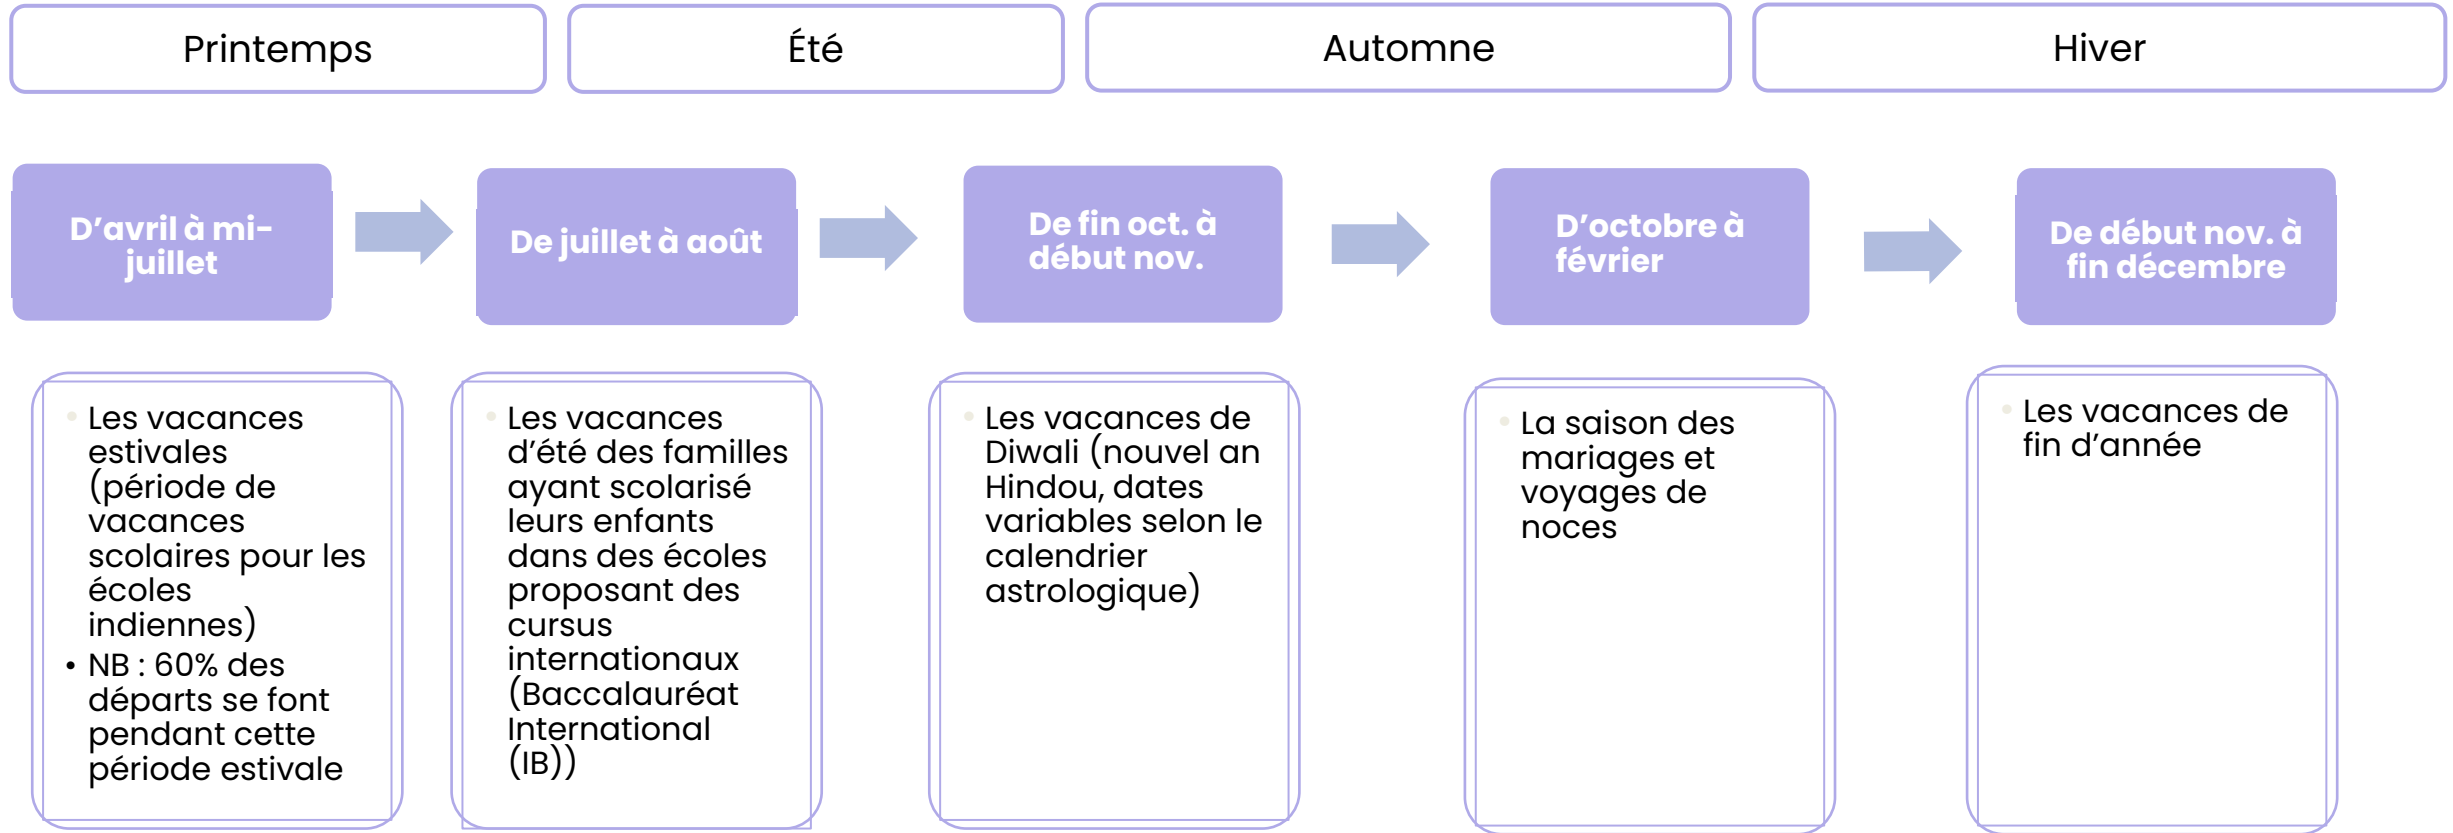 Printemps
Été
Automne
Hiver
D’avril à mi-
juillet
De juillet à août
De fin oct. à
début nov.
D’octobre à
février
De début nov. à
fin décembre
• Les vacances
estivales
(période de
vacances
scolaires pour les
écoles
indiennes)
• NB : 60% des
départs se font
pendant cette
période estivale
• Les vacances
d’été des familles
ayant scolarisé
leurs enfants
dans des écoles
proposant des
cursus
internationaux
(Baccalauréat
International
(IB))
• Les vacances de
Diwali (nouvel an
Hindou, dates
variables selon le
calendrier
astrologique)
• La saison des
mariages et
voyages de
noces
• Les vacances de
fin d’année